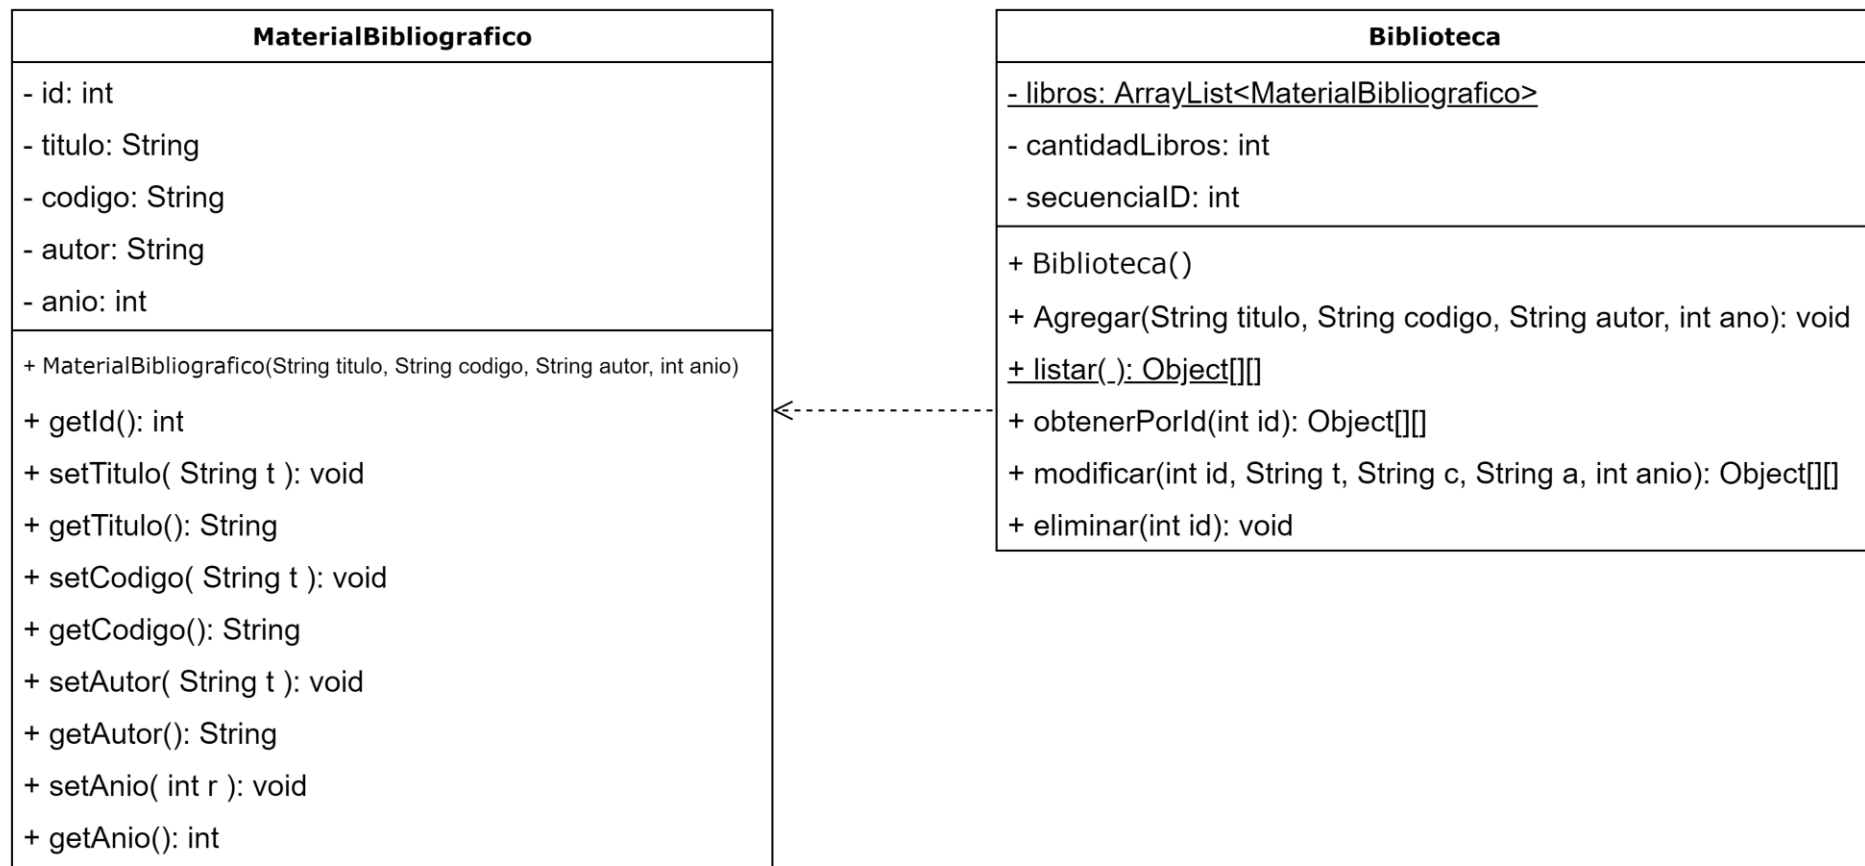 MaterialBibliografico
- id: int
- titulo: String
- codigo: String
- autor: String
- anio: int
+ MaterialBibliografico(String titulo, String codigo, String autor, int anio)
+ getId(): int
+ setTitulo( String t ): void
+ getTitulo(): String
+ setCodigo( String t ): void
+ getCodigo(): String
+ setAutor( String t ): void
+ getAutor(): String
+ setAnio( int r ): void
+ getAnio(): int
Biblioteca
- libros: ArrayList<MaterialBibliografico>
- cantidadLibros: int
- secuenciaID: int
+ Biblioteca()
+ Agregar(String titulo, String codigo, String autor, int ano): void
+ listar( ): Object[][]
+ obtenerPorId(int id): Object[][]
+ modificar(int id, String t, String c, String a, int anio): Object[][]
+ eliminar(int id): void